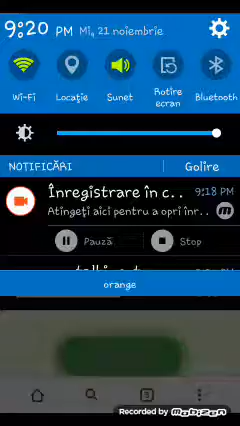 9:20 PM Mi, 21 noiembrie
Wi-Fi
Locație
Sunet
Rotire ecran
Bluetooth
NOTIFICĂRI
Golire
Înregistrare în c..
9:18 PM
Atingeți aici pentru a opri înr..
Pauză
Stop
orange
3
Recorded by Mobizen